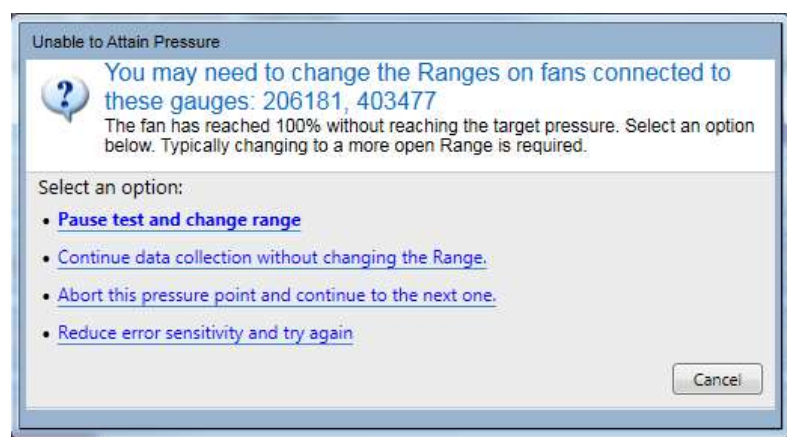 Unable to Attain Pressure
You may need to change the Ranges on fans connected to
these gauges: 206181, 403477
The fan has reached 100% without reaching the target pressure. Select an option
below. Typically changing to a more open Range is required.
Select an option:
• Pause test and change range
• Continue data collection without changing the Range.
• Abort this pressure point and continue to the next one.
• Reduce error sensitivity and try again
Cancel